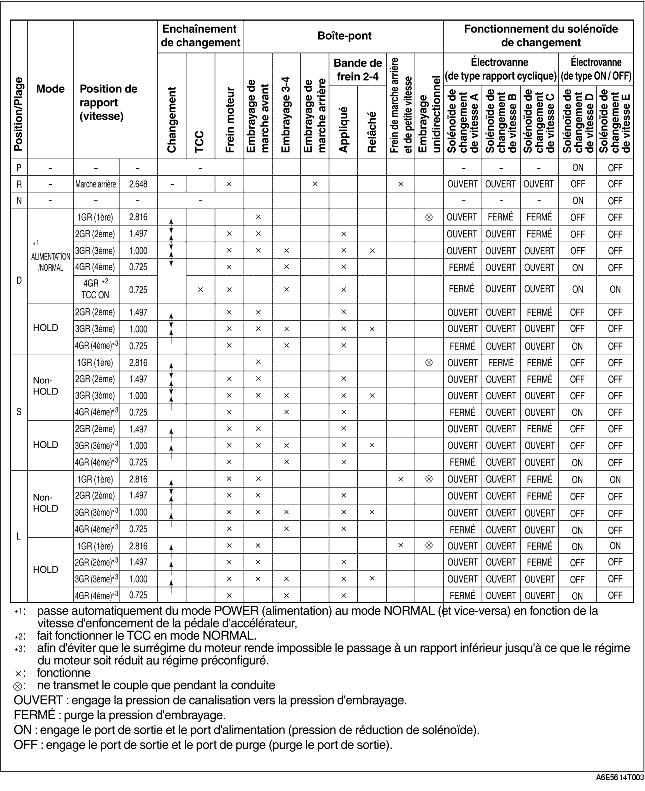 Position/Plage | Mode | Position de rapport (vitesse) | Enchaînement de changement | Boîte-pont | Fonctionnement du solénoïde de changement
Changement | TCC | Frein moteur | Embrayage de marche avant | Embrayage 3-4 | Embrayage de marche arrière | Bande de frein 2-4 | Frein de marche arrière et de petite vitesse | Embrayage unidirectionnel | Électrovanne (de type rapport cyclique) | Électrovanne (de type ON / OFF)
Appliqué | Relâché | Solénoïde de changement de vitesse A | Solénoïde de changement de vitesse B | Solénoïde de changement de vitesse C | Solénoïde de changement de vitesse D | Solénoïde de changement de vitesse E
P – – – – – – – ON OFF
R – Marche arrière 2.648 – × × × OUVERT OUVERT OUVERT OFF OFF
N – – – – – – – ON OFF
D *1 ALIMENTATION /NORMAL
1GR (1ère) 2.816 × ⊗ OUVERT FERMÉ FERMÉ OFF OFF
2GR (2ème) 1.497 × × × OUVERT OUVERT FERMÉ OFF OFF
3GR (3ème) 1.000 × × × × × OUVERT OUVERT OUVERT OFF OFF
4GR (4ème) 0.725 × × × FERMÉ OUVERT OUVERT ON OFF
4GR *2 TCC ON 0.725 × × × × FERMÉ OUVERT OUVERT ON ON
HOLD
2GR (2ème) 1.497 × × × OUVERT OUVERT FERMÉ OFF OFF
3GR (3ème) 1.000 × × × × × OUVERT OUVERT OUVERT OFF OFF
4GR (4ème)*3 0.725 × × × FERMÉ OUVERT OUVERT ON OFF
S Non-HOLD
1GR (1ère) 2.816 × ⊗ OUVERT FERMÉ FERMÉ OFF OFF
2GR (2ème) 1.497 × × × OUVERT OUVERT FERMÉ OFF OFF
3GR (3ème) 1.000 × × × × × OUVERT OUVERT OUVERT OFF OFF
4GR (4ème)*3 0.725 × × × FERMÉ OUVERT OUVERT ON OFF
HOLD
2GR (2ème) 1.497 × × × OUVERT OUVERT FERMÉ OFF OFF
3GR (3ème)*3 1.000 × × × × × OUVERT OUVERT OUVERT OFF OFF
4GR (4ème)*3 0.725 × × × FERMÉ OUVERT OUVERT ON OFF
L Non-HOLD
1GR (1ère) 2.816 × × × ⊗ OUVERT OUVERT FERMÉ ON ON
2GR (2ème) 1.497 × × × OUVERT OUVERT FERMÉ OFF OFF
3GR (3ème)*3 1.000 × × × × × OUVERT OUVERT OUVERT OFF OFF
4GR (4ème)*3 0.725 × × × FERMÉ OUVERT OUVERT ON OFF
HOLD
1GR (1ère) 2.816 × × × ⊗ OUVERT OUVERT FERMÉ ON ON
2GR (2ème)*3 1.497 × × × OUVERT OUVERT FERMÉ OFF OFF
3GR (3ème)*3 1.000 × × × × × OUVERT OUVERT OUVERT OFF OFF
4GR (4ème)*3 0.725 × × × FERMÉ OUVERT OUVERT ON OFF
*1: passe automatiquement du mode POWER (alimentation) au mode NORMAL (et vice-versa) en fonction de la
vitesse d'enfoncement de la pédale d'accélérateur,
*2: fait fonctionner le TCC en mode NORMAL.
*3: afin d'éviter que le surrégime du moteur rende impossible le passage à un rapport inférieur jusqu'à ce que le régime
du moteur soit réduit au régime préconfiguré.
×: fonctionne
⊗: ne transmet le couple que pendant la conduite
OUVERT : engage la pression de canalisation vers la pression d'embrayage.
FERMÉ : purge la pression d'embrayage.
ON : engage le port de sortie et le port d'alimentation (pression de réduction de solénoïde).
OFF : engage le port de sortie et le port de purge (purge le port de sortie).
A6E5614T003